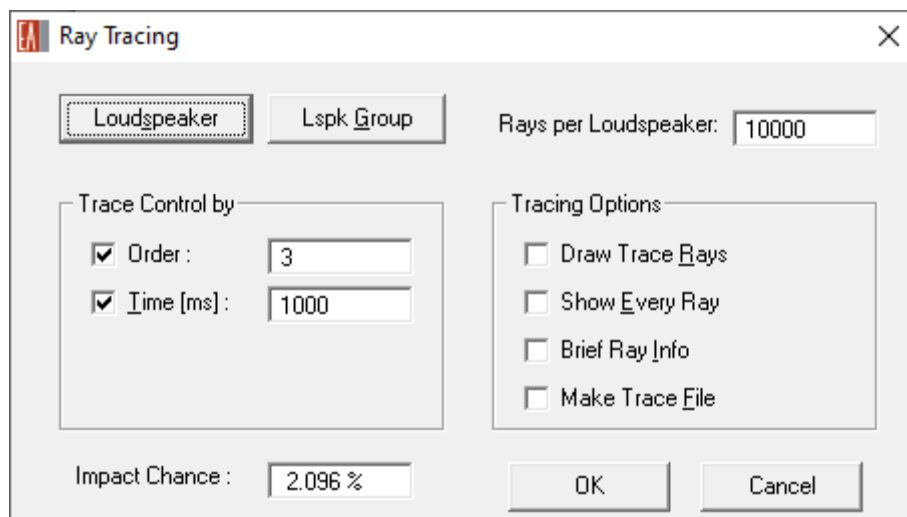 EA Ray Tracing
Loudspeaker Lspk Group Rays per Loudspeaker: 10000
Trace Control by
Order : 3
Time [ms] : 1000
Tracing Options
Draw Trace Rays
Show Every Ray
Brief Ray Info
Make Trace File
Impact Chance : 2.096 %
OK Cancel